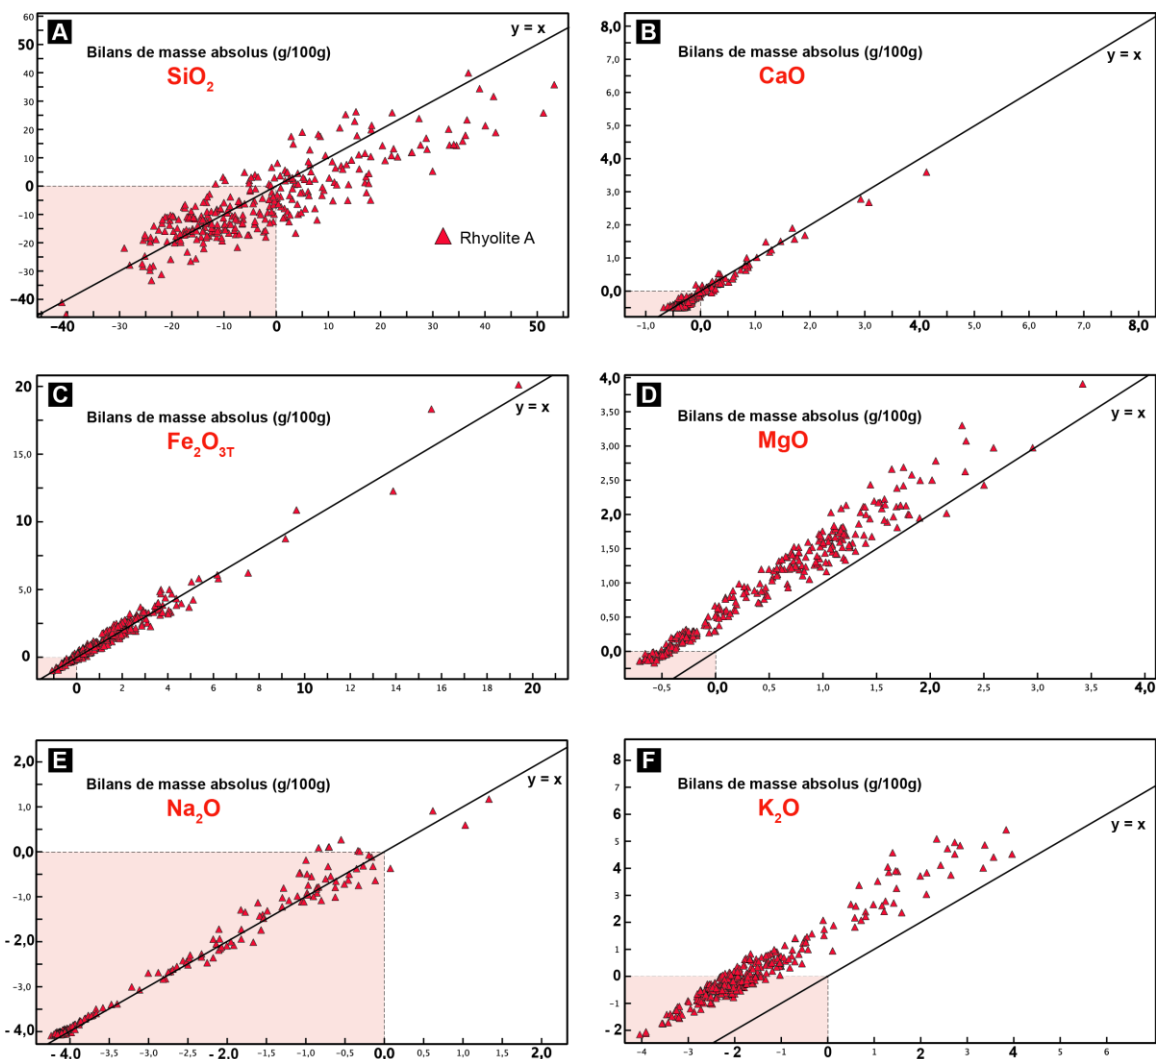 A
Bilans de masse absolus (g/100g)
SiO2
y = x
Rhyolite A
60
50
50
40
30
20
10
0
-10
-20
-30
-40
-40 -30 -20 -10 0 10 20 30 40 50
B
Bilans de masse absolus (g/100g)
CaO
y = x
8,0
7,0
6,0
5,0
4,0
3,0
2,0
1,0
0,0
-1,0 0,0 1,0 2,0 3,0 4,0 5,0 6,0 7,0 8,0
C
Bilans de masse absolus (g/100g)
Fe2O3T
y = x
20
15,0
10
5,0
0
0 2 4 6 8 10 12 14 16 18 20
D
Bilans de masse absolus (g/100g)
MgO
y = x
4,0
3,50
3,0
2,50
2,0
1,50
1,0
0,50
0,0
-0,5 0,0 0,5 1,0 1,5 2,0 2,5 3,0 3,5 4,0
E
Bilans de masse absolus (g/100g)
Na2O
y = x
2,0
1,0
0,0
-1,0
- 2,0
-3,0
- 4,0
- 4,0 -3,5 -3,0 -2,5 -2,0 -1,5 -1,0 -0,5 0,0 0,5 1,0 1,5 2,0
F
Bilans de masse absolus (g/100g)
K2O
y = x
8
6
5
4
3
2
1
0
-1
- 2
-4 -3 -2 -1 0 1 2 3 4 5 6